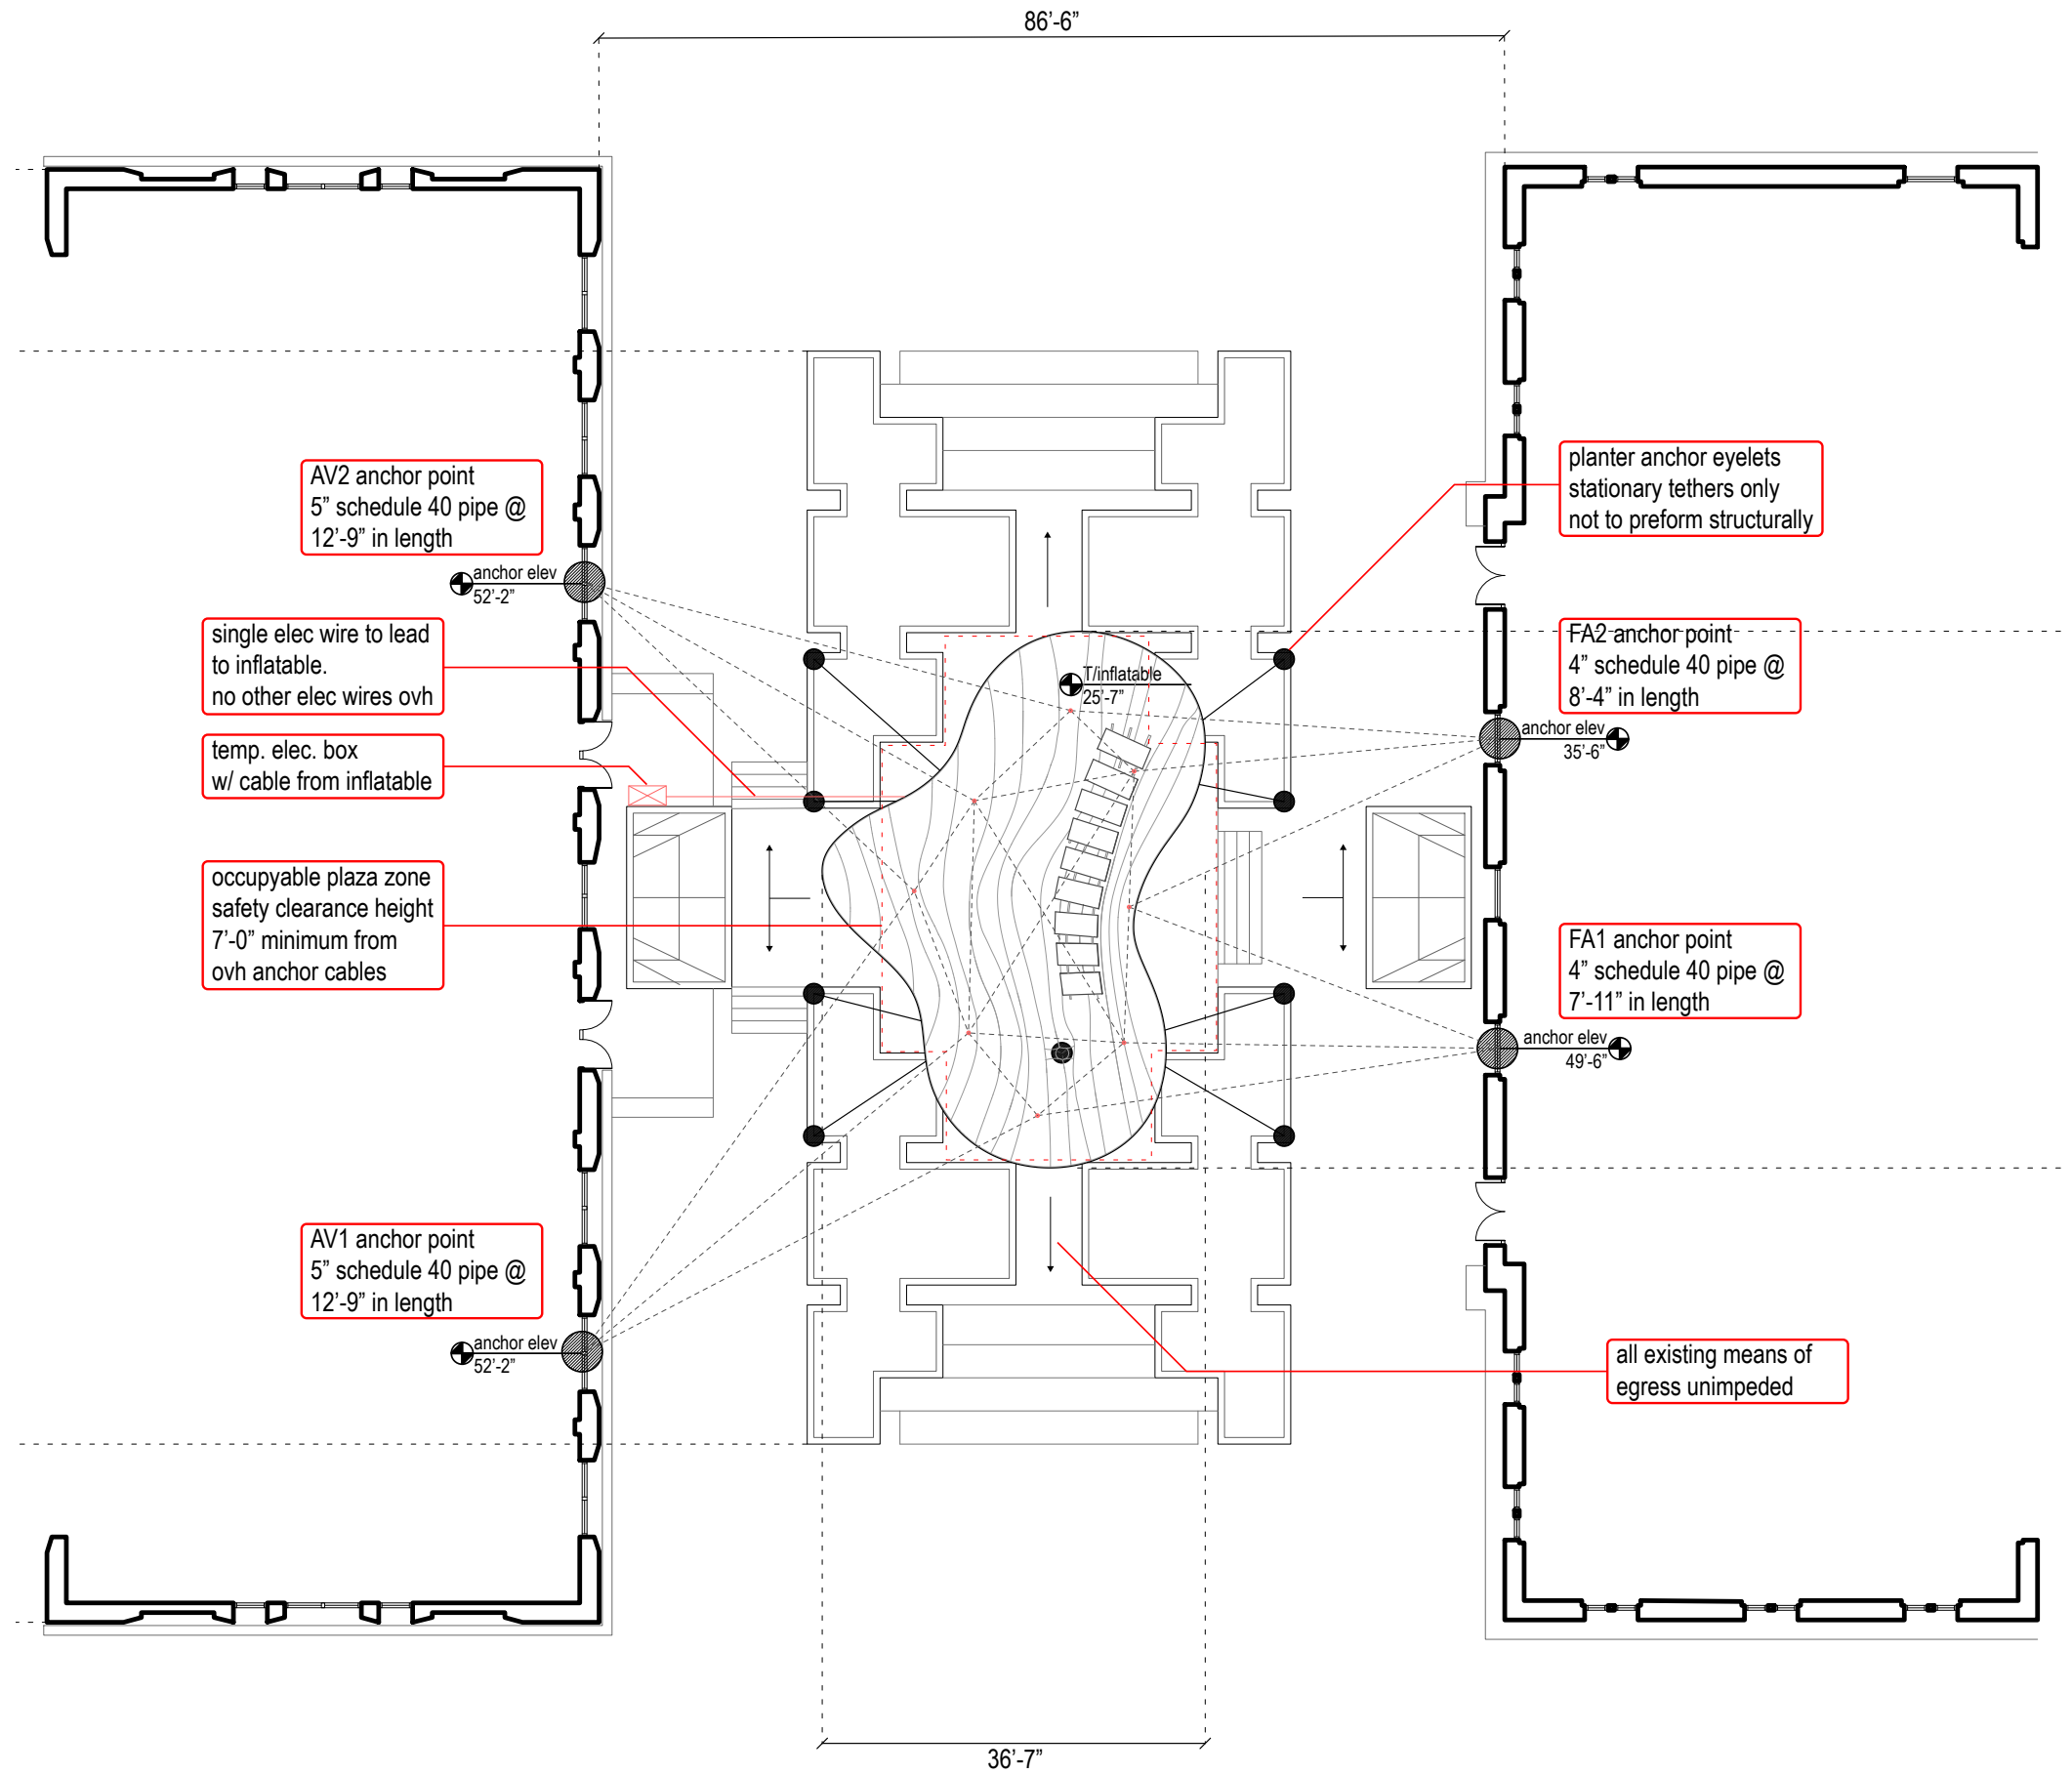 86’-6”
AV2 anchor point
5” schedule 40 pipe @
12’-9” in length
anchor elev
52’-2”
single elec wire to lead
to inflatable.
no other elec wires ovh
temp. elec. box
w/ cable from inflatable
occupyable plaza zone
safety clearance height
7’-0” minimum from
ovh anchor cables
AV1 anchor point
5” schedule 40 pipe @
12’-9” in length
anchor elev
52’-2”
T/inflatable
25’-7”
planter anchor eyelets
stationary tethers only
not to preform structurally
FA2 anchor point
4” schedule 40 pipe @
8’-4” in length
anchor elev
35’-6”
FA1 anchor point
4” schedule 40 pipe @
7’-11” in length
anchor elev
49’-6”
all existing means of
egress unimpeded
36’-7”